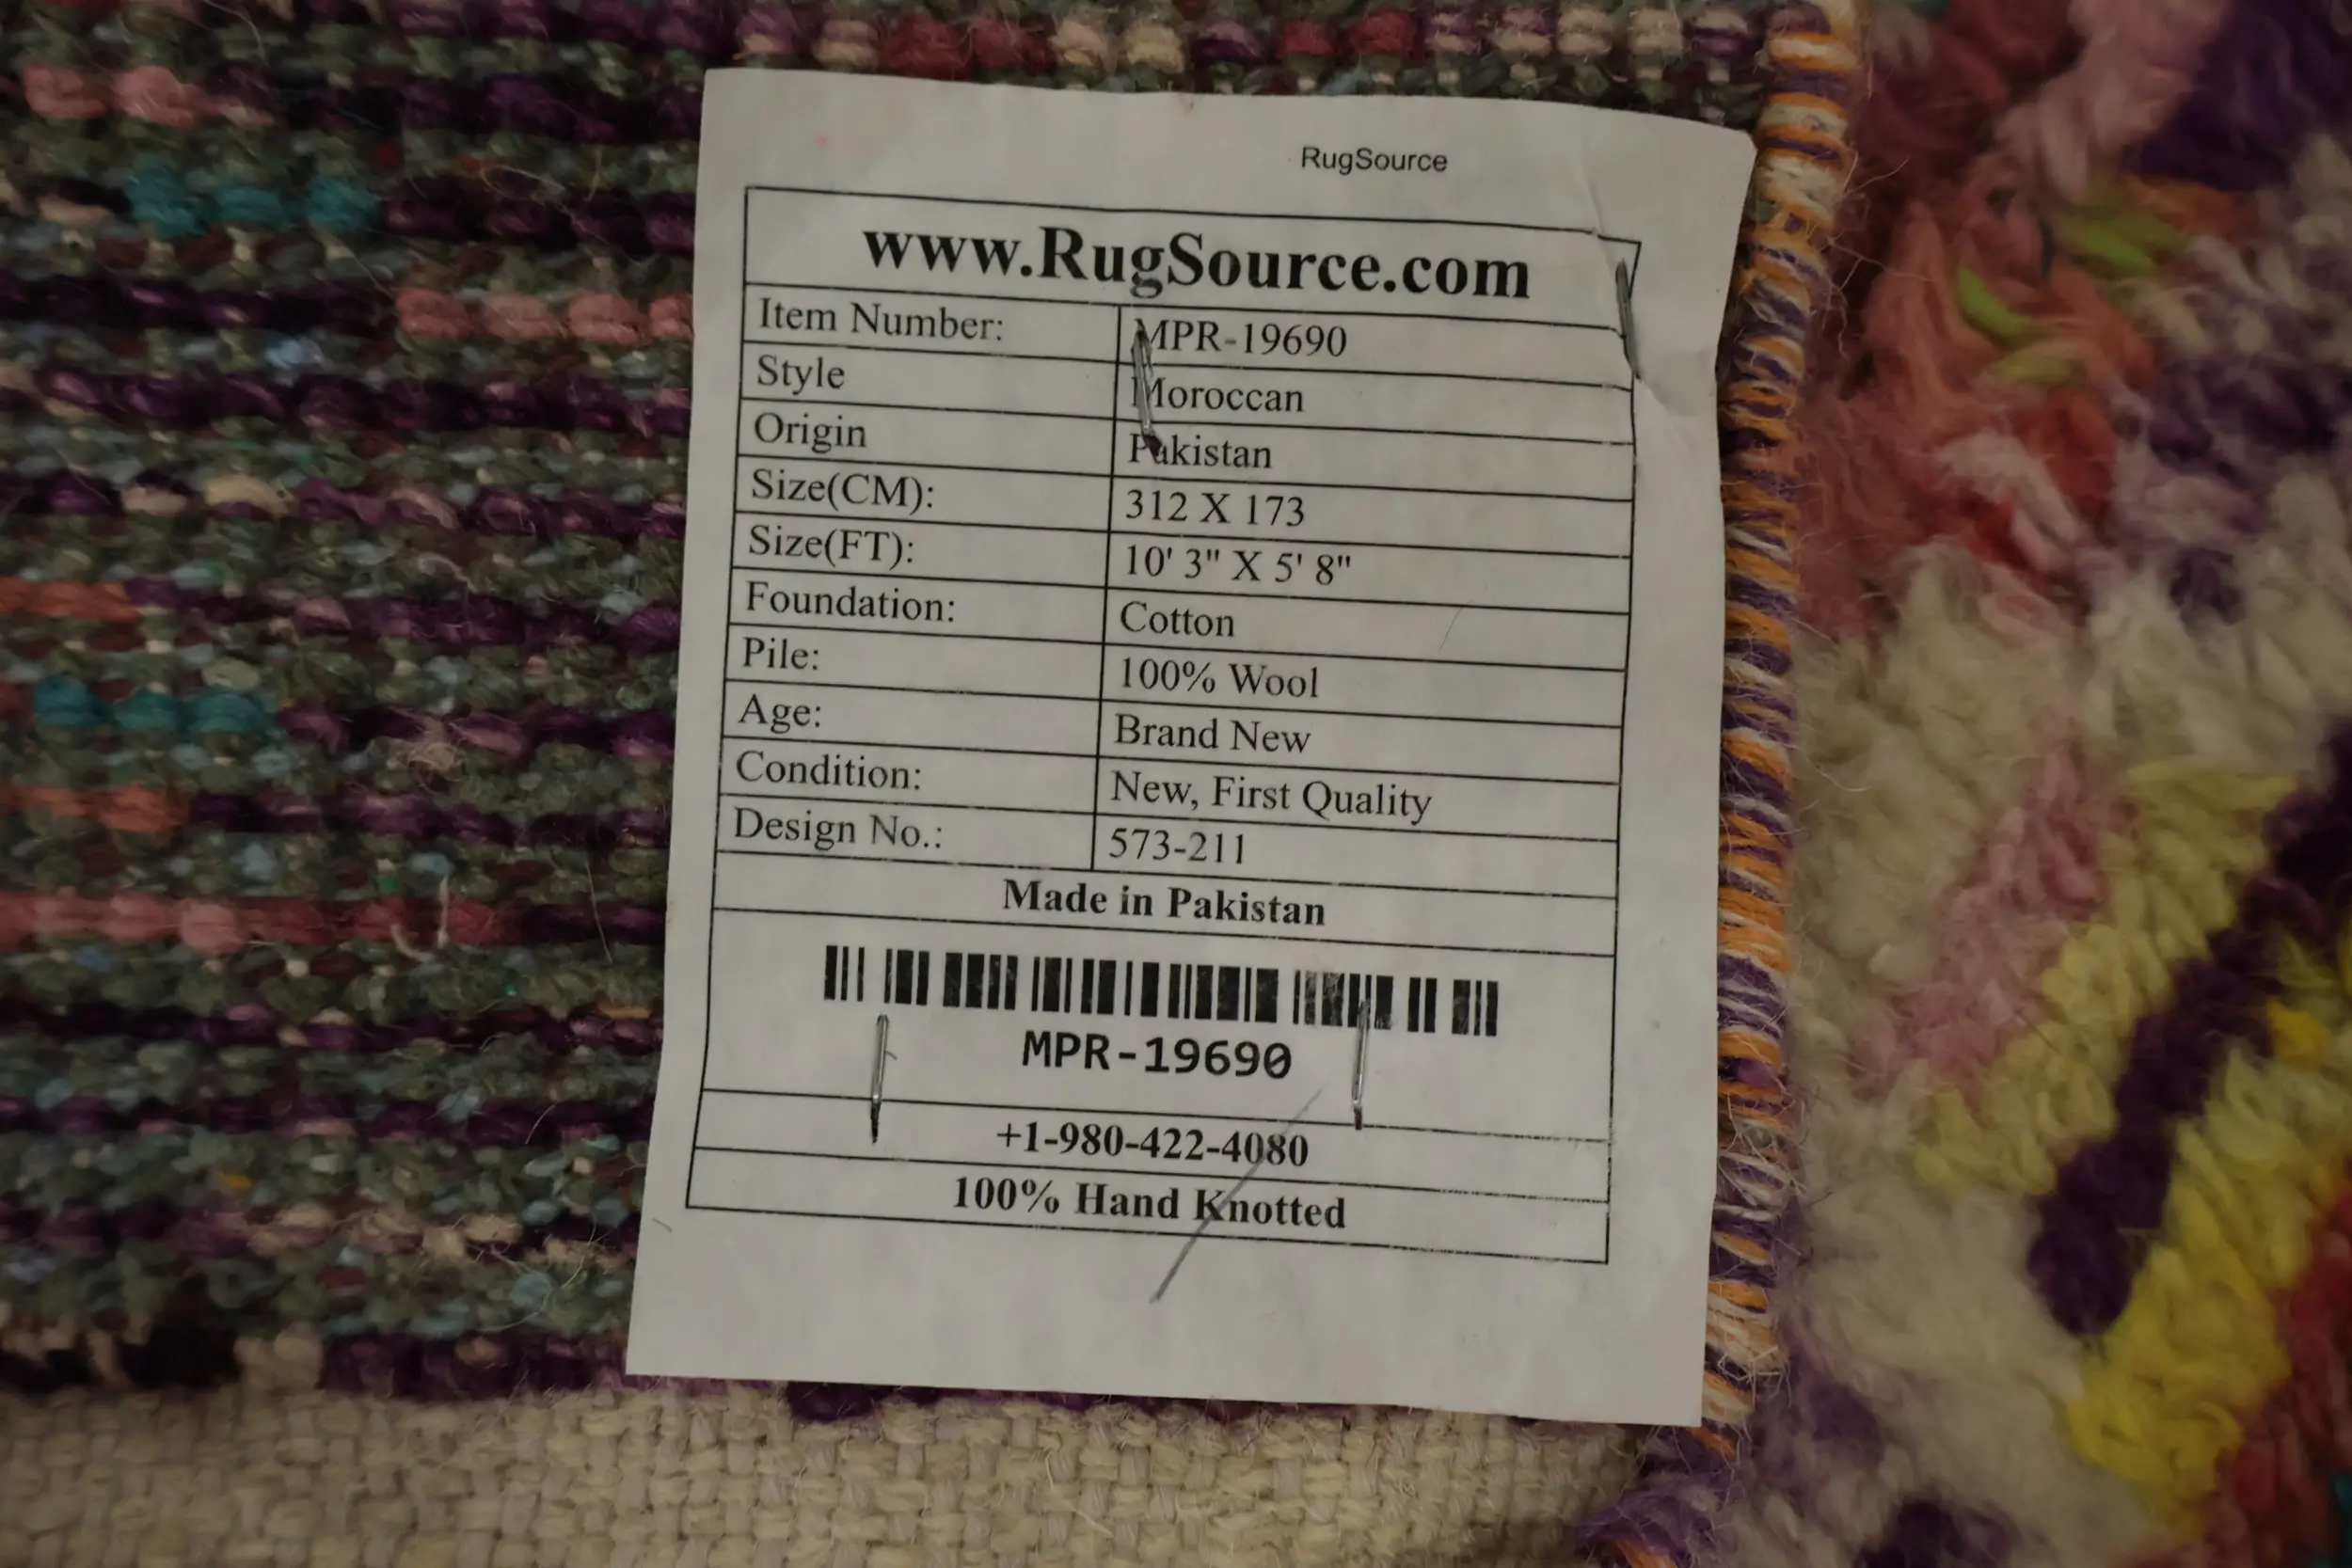 RugSource
www.RugSource.com
Item Number: MPR-19690
Style Moroccan
Origin Pakistan
Size(CM): 312 X 173
Size(FT): 10' 3" X 5' 8"
Foundation: Cotton
Pile: 100% Wool
Age: Brand New
Condition: New, First Quality
Design No.: 573-211
Made in Pakistan
MPR-19690
+1-980-422-4080
100% Hand Knotted